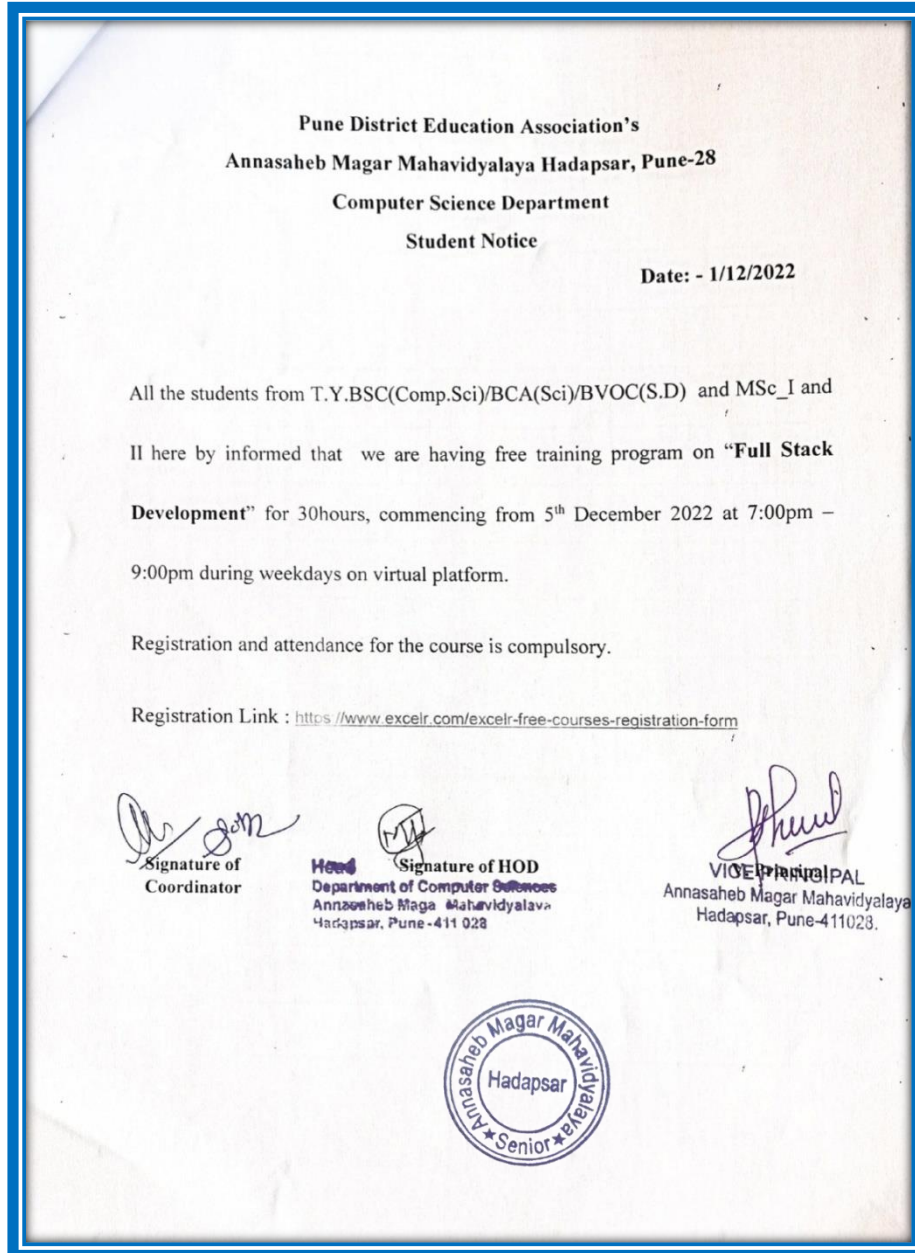 Pune District Education Association's
Annasaheb Magar Mahavidyalaya Hadapsar, Pune-28
Computer Science Department
Student Notice
Date: - 1/12/2022
All the students from T.Y.BSC(Comp.Sci)/BCA(Sci)/BVOC(S.D) and MSc_I and
II here by informed that we are having free training program on “Full Stack
Development” for 30hours, commencing from 5th December 2022 at 7:00pm –
9:00pm during weekdays on virtual platform.
Registration and attendance for the course is compulsory.
Registration Link : https://www.excelr.com/excelr-free-courses-registration-form
Signature of
Coordinator
Signature of HOD
Head
Department of Computer Sciences
Annasaheb Maga Mahavidyalaya
Hadapsar, Pune-411 028
Principal
VICE PRINCIPAL
Annasaheb Magar Mahavidyalaya
Hadapsar, Pune-411028.
Annasaheb Magar Mahavidyalaya
Hadapsar
★Senior★